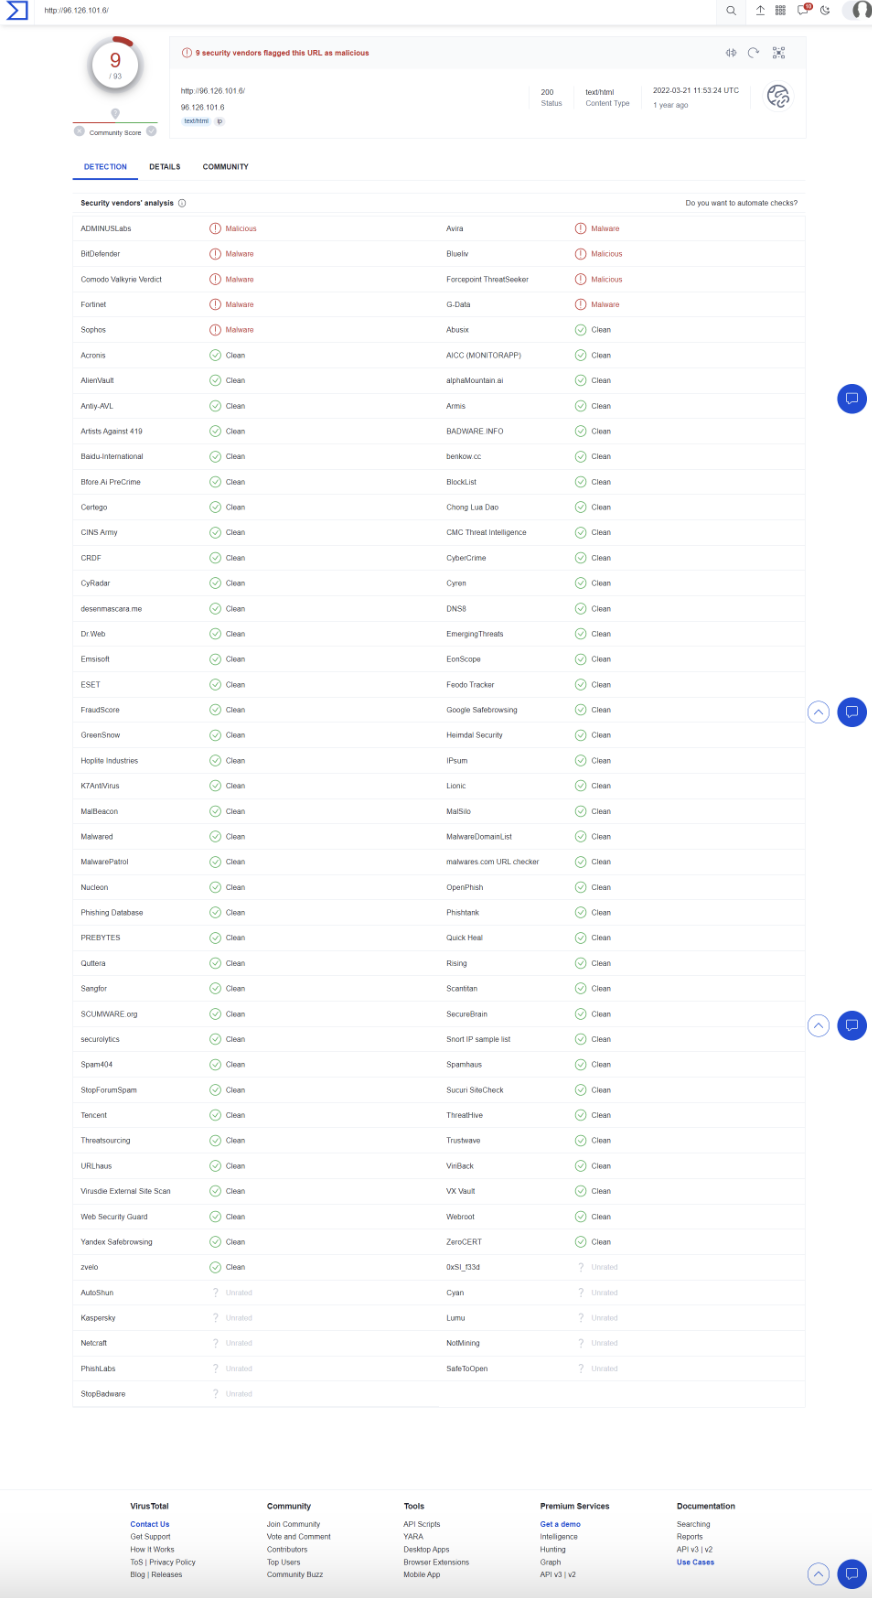 http://96.126.101.6/
10
9
/ 93
Community Score
9 security vendors flagged this URL as malicious
http://96.126.101.6/
96.126.101.6
text/html ip
200
Status
text/html
Content Type
2022-03-21 11:53:24 UTC
1 year ago
DETECTION DETAILS COMMUNITY
Security vendors' analysis Do you want to automate checks?
ADMINUSLabs Malicious Avira Malware
BitDefender Malware Blueliv Malicious
Comodo Valkyrie Verdict Malware Forcepoint ThreatSeeker Malicious
Fortinet Malware G-Data Malware
Sophos Malware Abusix Clean
Acronis Clean AICC (MONITORAPP) Clean
AlienVault Clean alphaMountain.ai Clean
Antiy-AVL Clean Armis Clean
Artists Against 419 Clean BADWARE.INFO Clean
Baidu-International Clean benkow.cc Clean
Bfore.Ai PreCrime Clean BlockList Clean
Certego Clean Chong Lua Dao Clean
CINS Army Clean CMC Threat Intelligence Clean
CRDF Clean CyberCrime Clean
CyRadar Clean Cyren Clean
desenmascara.me Clean DNS8 Clean
Dr.Web Clean EmergingThreats Clean
Emsisoft Clean EonScope Clean
ESET Clean Feodo Tracker Clean
FraudScore Clean Google Safebrowsing Clean
GreenSnow Clean Heimdal Security Clean
Hoplite Industries Clean IPsum Clean
K7AntiVirus Clean Lionic Clean
MalBeacon Clean MalSilo Clean
Malwared Clean MalwareDomainList Clean
MalwarePatrol Clean malwares.com URL checker Clean
Nucleon Clean OpenPhish Clean
Phishing Database Clean Phishtank Clean
PREBYTES Clean Quick Heal Clean
Quttera Clean Rising Clean
Sangfor Clean Scantitan Clean
SCUMWARE.org Clean SecureBrain Clean
securolytics Clean Snort IP sample list Clean
Spam404 Clean Spamhaus Clean
StopForumSpam Clean Sucuri SiteCheck Clean
Tencent Clean ThreatHive Clean
Threatsourcing Clean Trustwave Clean
URLhaus Clean ViriBack Clean
Virusdie External Site Scan Clean VX Vault Clean
Web Security Guard Clean Webroot Clean
Yandex Safebrowsing Clean ZeroCERT Clean
zvelo Clean 0xSI_f33d Unrated
AutoShun Unrated Cyan Unrated
Kaspersky Unrated Lumu Unrated
Netcraft Unrated NotMining Unrated
PhishLabs Unrated SafeToOpen Unrated
StopBadware Unrated
VirusTotal Community Tools Premium Services Documentation
Contact Us Join Community API Scripts Get a demo Searching
Get Support Vote and Comment YARA Intelligence Reports
How It Works Contributors Desktop Apps Hunting API v3 | v2
ToS | Privacy Policy Top Users Browser Extensions Graph Use Cases
Blog | Releases Community Buzz Mobile App API v3 | v2